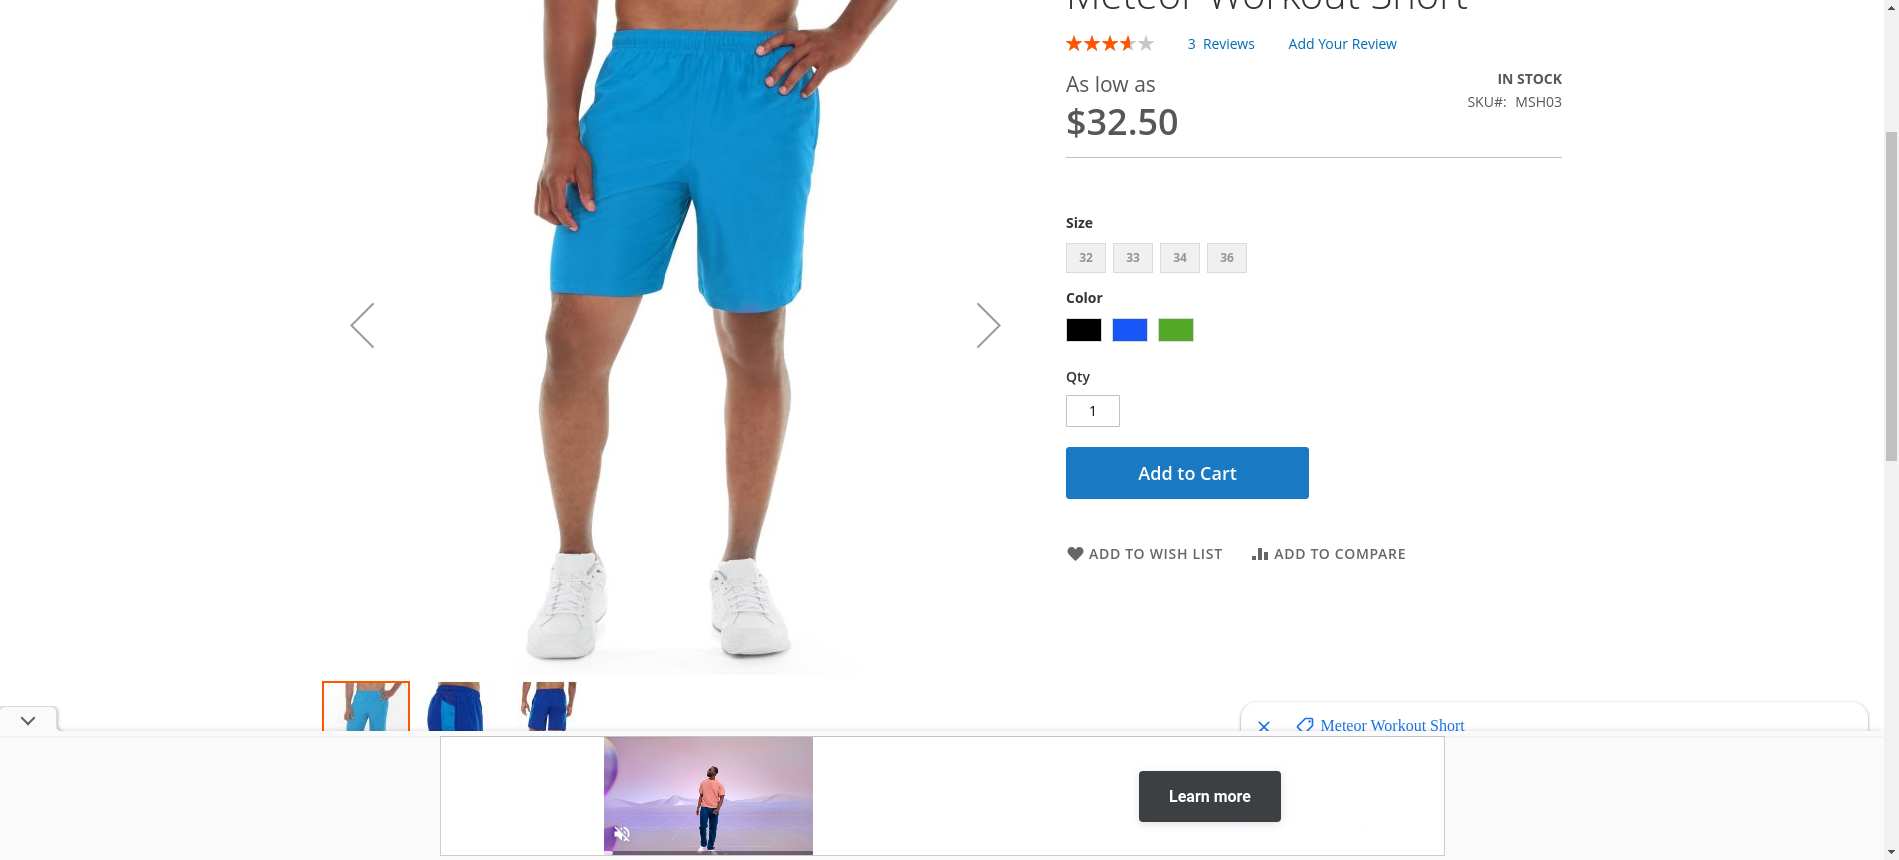 Meteor Workout Short
3 Reviews
Add Your Review
As low as
IN STOCK
$32.50
SKU#: MSH03
Size
32
33
34
36
Color
Qty
1
Add to Cart
ADD TO WISH LIST
ADD TO COMPARE
Meteor Workout Short
Learn more